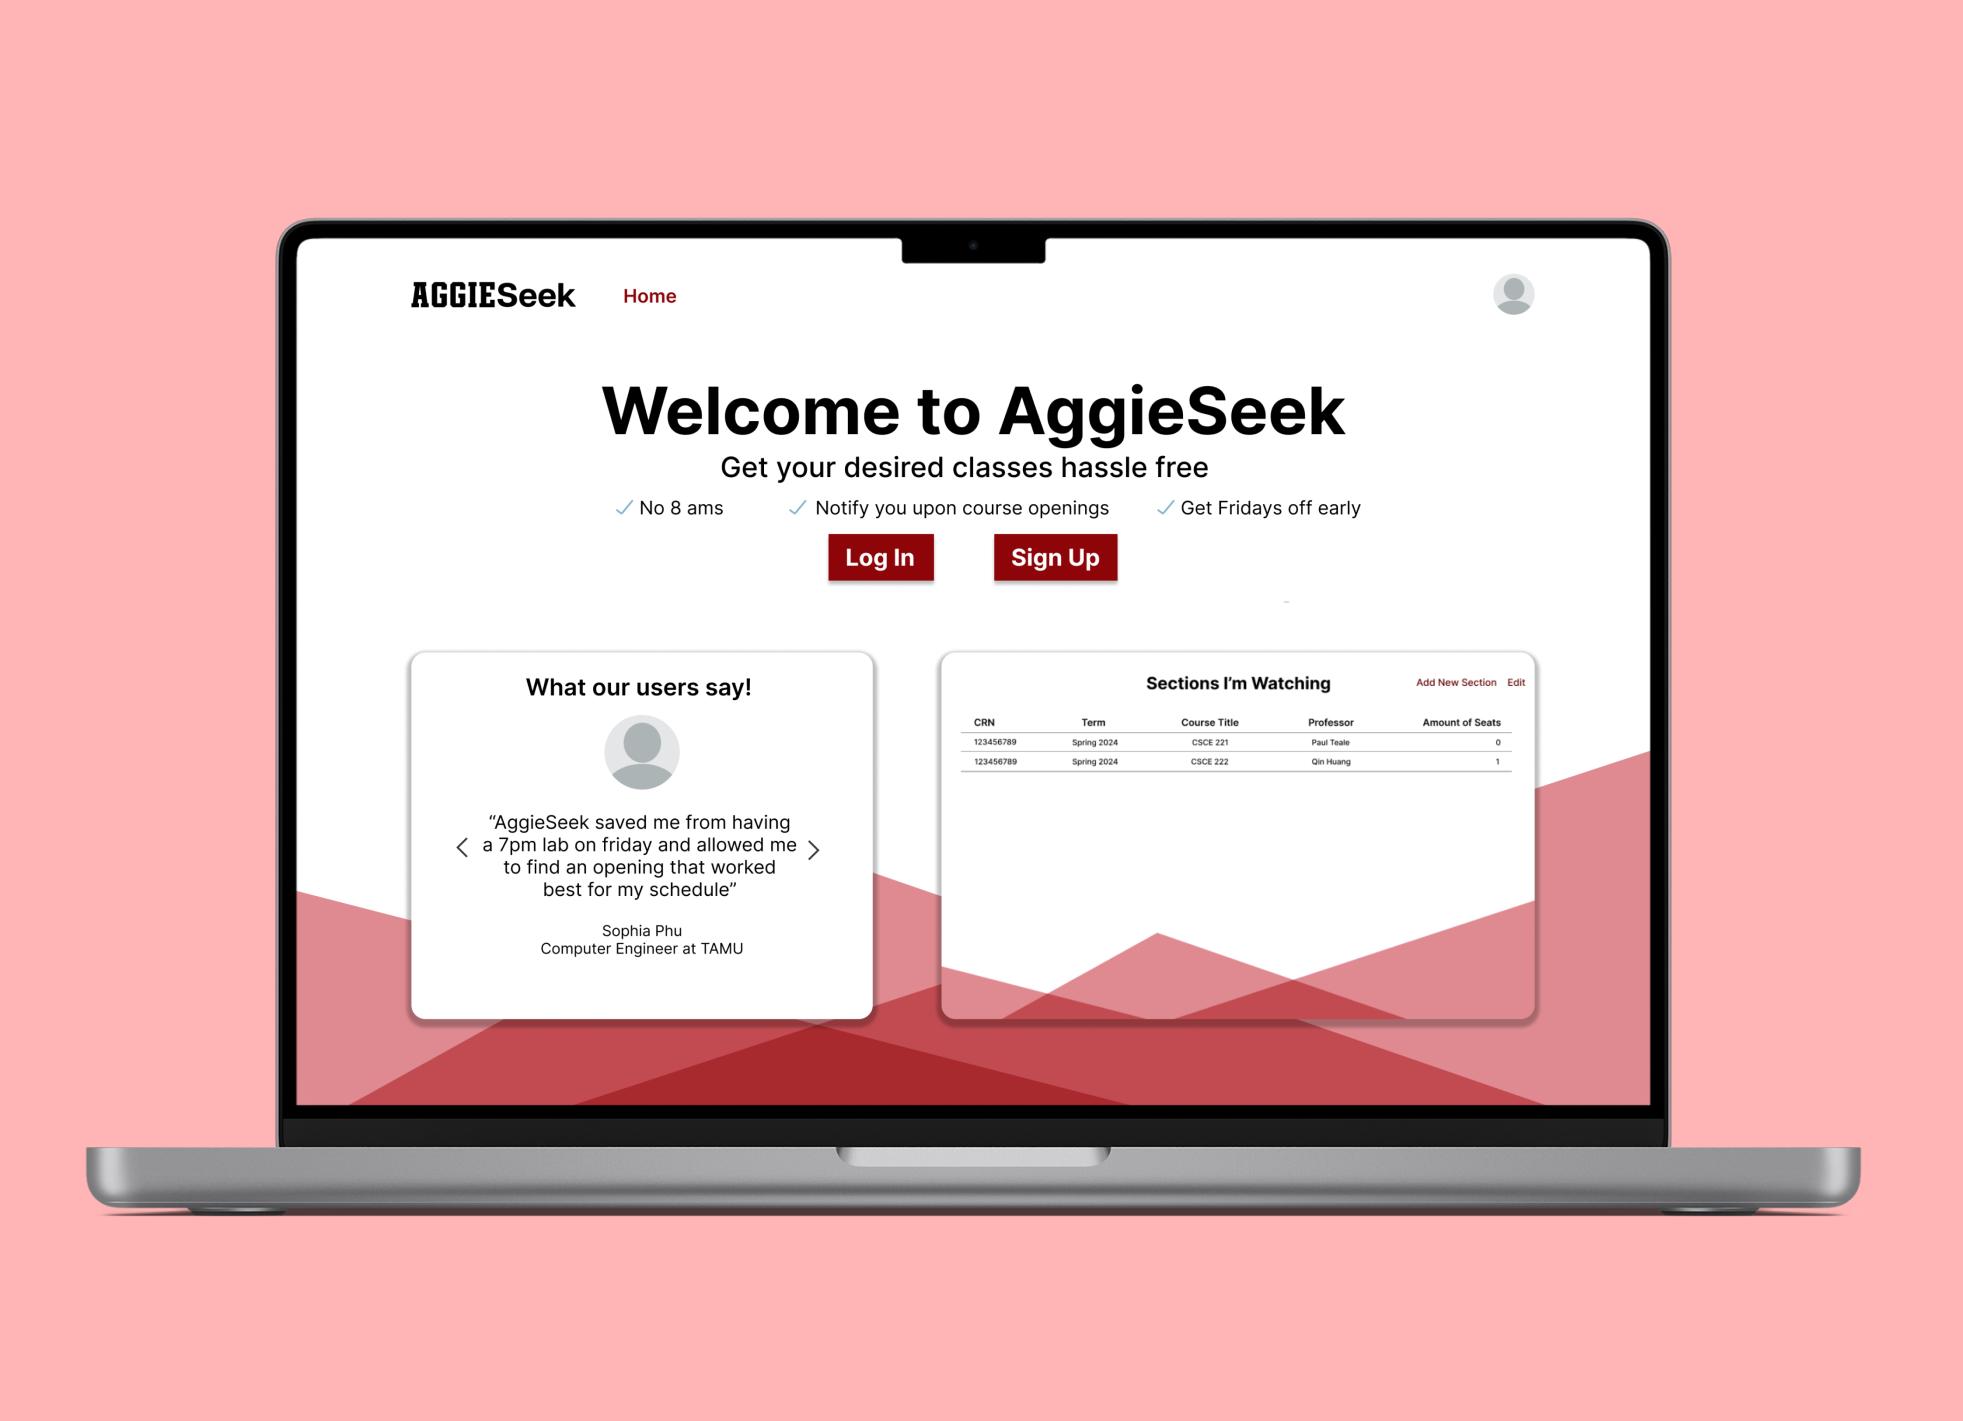 AGGIESeek
Home
Welcome to AggieSeek
Get your desired classes hassle free
No 8 ams
Notify you upon course openings
Get Fridays off early
Log In
Sign Up
What our users say!
“AggieSeek saved me from having
a 7pm lab on friday and allowed me
to find an opening that worked
best for my schedule”
Sophia Phu
Computer Engineer at TAMU
Sections I’m Watching
Add New Section Edit
CRN Term Course Title Professor Amount of Seats
123456789 Spring 2024 CSCE 221 Paul Teale 0
123456789 Spring 2024 CSCE 222 Qin Huang 1